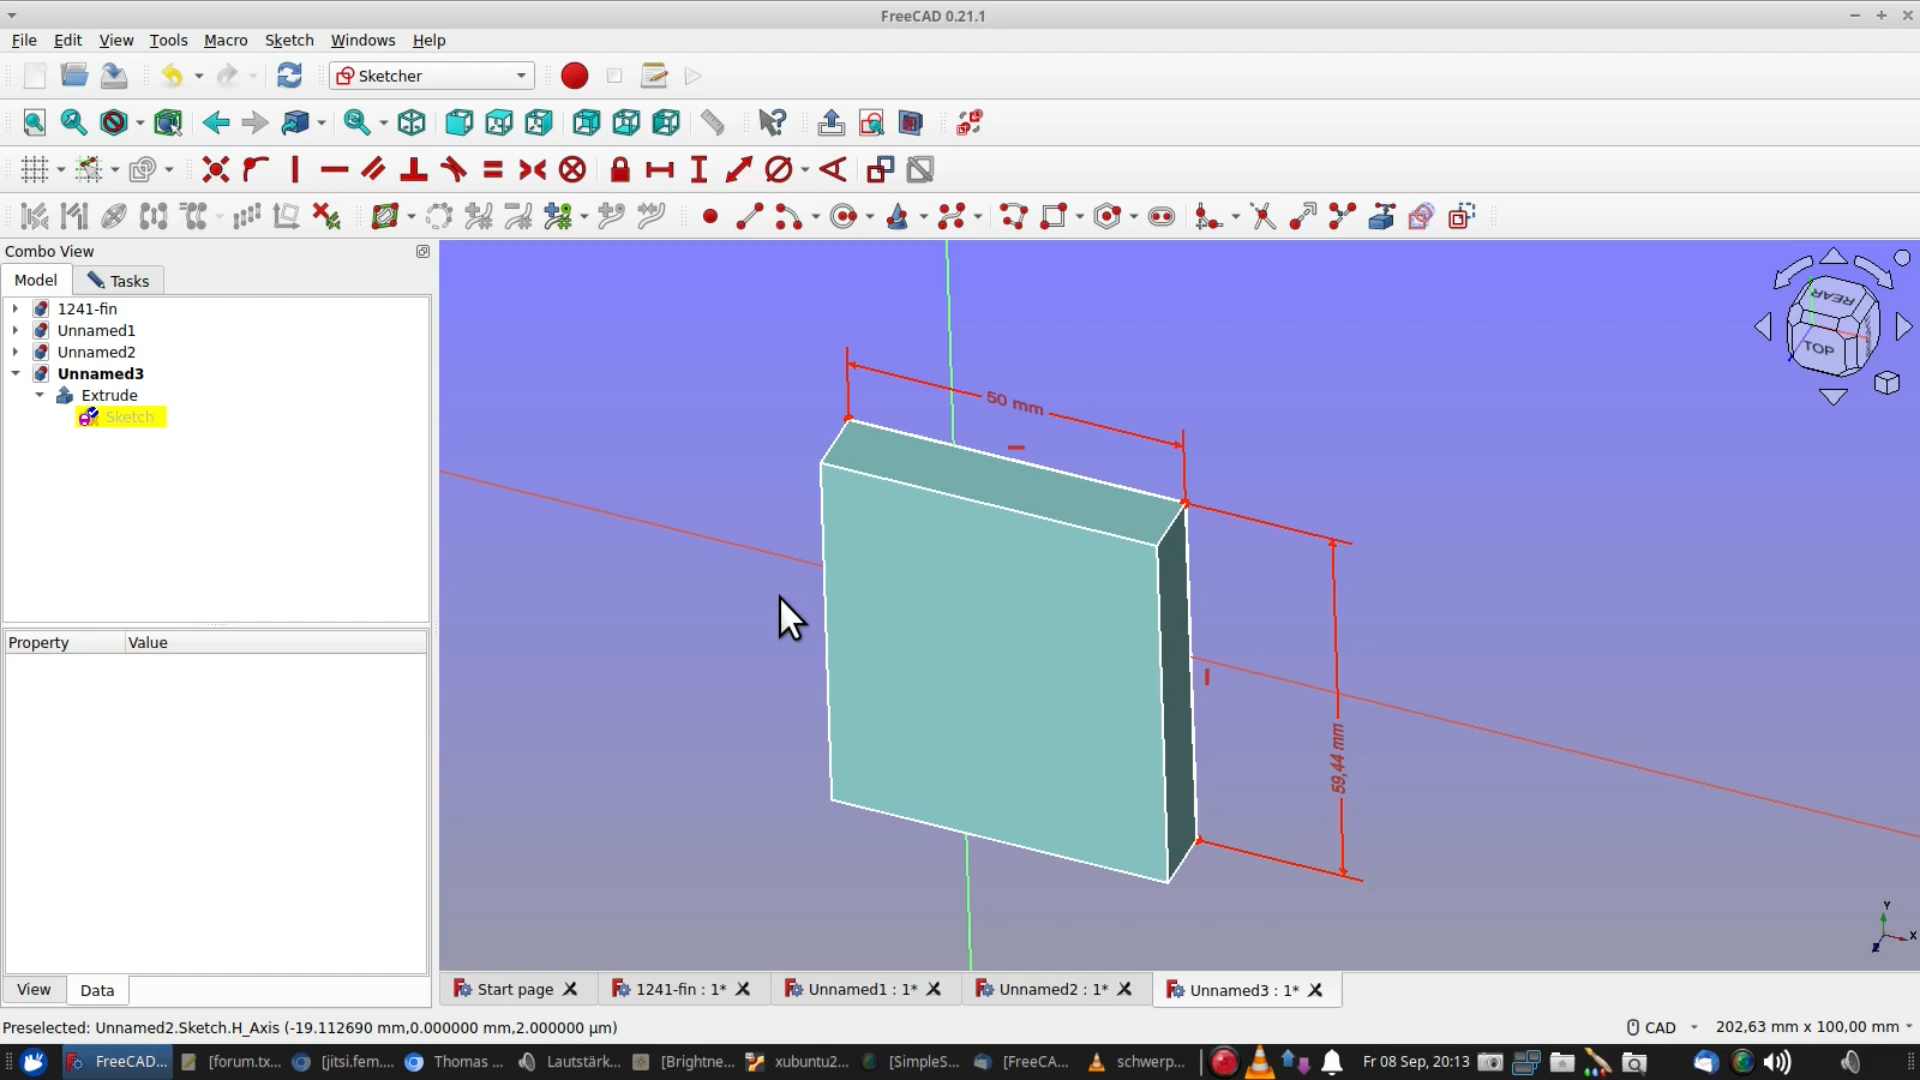 FreeCAD 0.21.1
File Edit View Tools Macro Sketch Windows Help
Sketcher
Combo View
Model Tasks
1241-fin
Unnamed1
Unnamed2
Unnamed3
Extrude
Sketch
Property Value
View Data
50 mm
59,44 mm
REAR
TOP
Y
X
Z
Start page 1241-fin : 1* Unnamed1 : 1* Unnamed2 : 1* Unnamed3 : 1*
Preselected: Unnamed2.Sketch.H_Axis (-19.112690 mm,0.000000 mm,2.000000 µm) CAD 202,63 mm x 100,00 mm
FreeCAD... [forum.tx... [jitsi.fem.... Thomas ... Lautstärk... [Brightne... xubuntu2... [SimpleS... [FreeCA... schwerp... Fr 08 Sep, 20:13